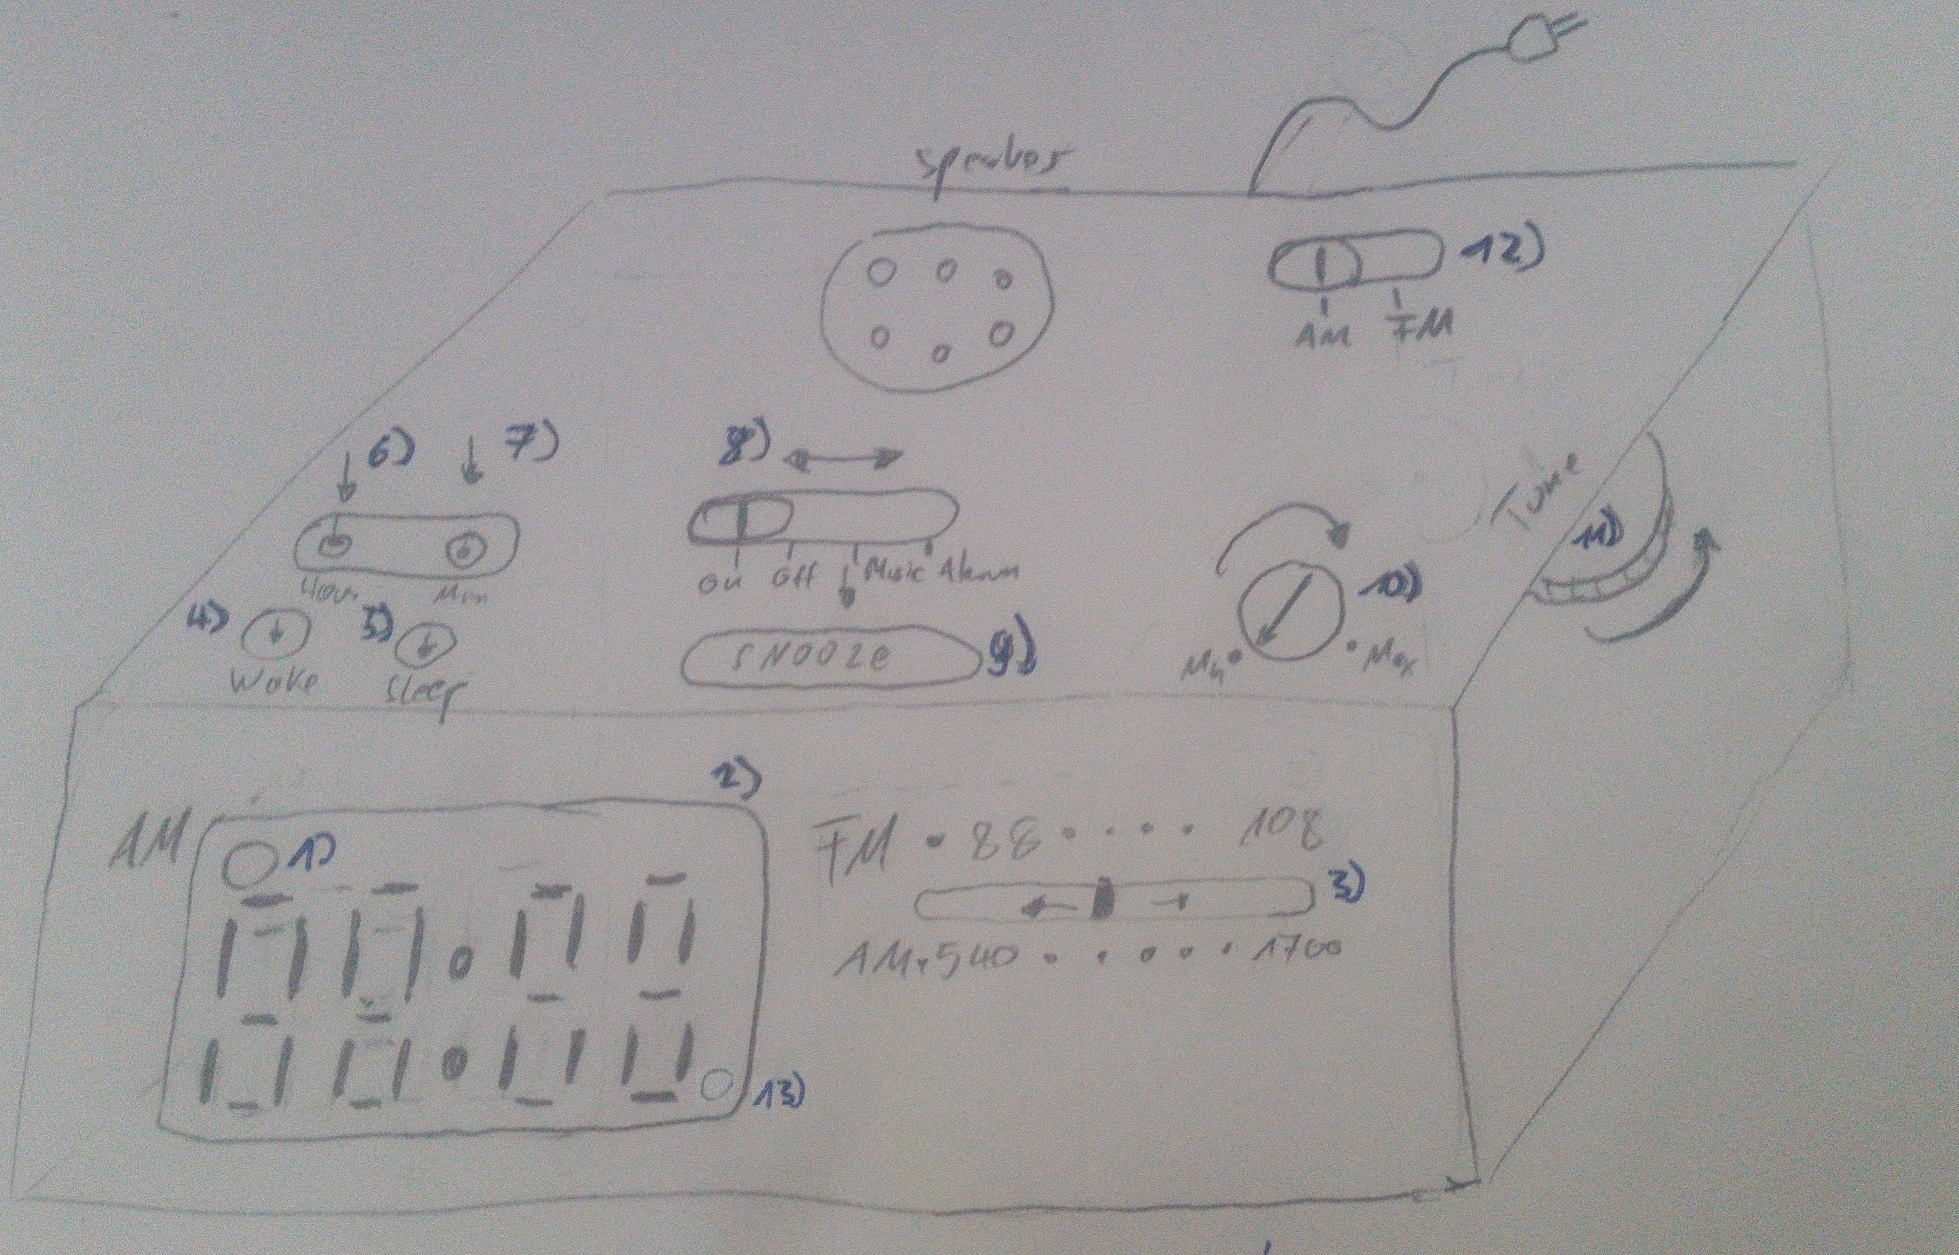 Speaker
12)
AM FM
6) 7)
8)
Hour Min
On Off Music Alarm
Tune
11)
10)
4) 5)
Wake Sleep
SNOOZE 9)
Min Max
2)
AM
1)
FM 88 108
3)
AM 540 1700
13)